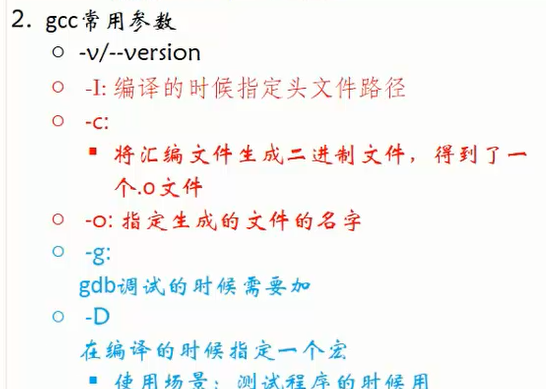 2. gcc常用参数
-v/--version
-I: 编译的时候指定头文件路径
-c:
将汇编文件生成二进制文件，得到了一
个.o文件
-o: 指定生成的文件的名字
-g:
gdb调试的时候需要加
-D
在编译的时候指定一个宏
使用场景：测试程序的时候用